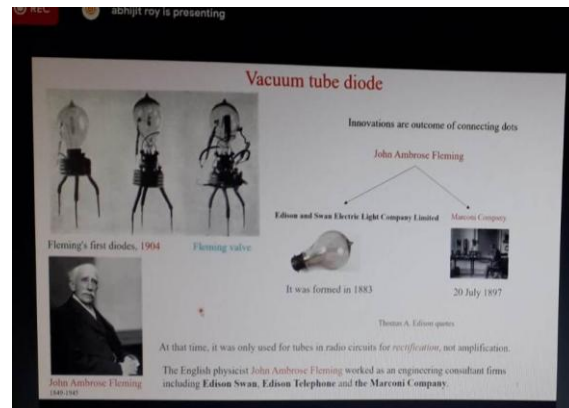 REC
abhijit roy is presenting
Vacuum tube diode
Innovations are outcome of connecting dots
John Ambrose Fleming
Edison and Swan Electric Light Company Limited
Marconi Company
Fleming's first diodes, 1904
Fleming valve
It was formed in 1883
20 July 1897
Thomas A. Edison quotes
At that time, it was only used for tubes in radio circuits for rectification, not amplification.
The English physicist John Ambrose Fleming worked as an engineering consultant firms
including Edison Swan, Edison Telephone and the Marconi Company.
John Ambrose Fleming
1849-1945